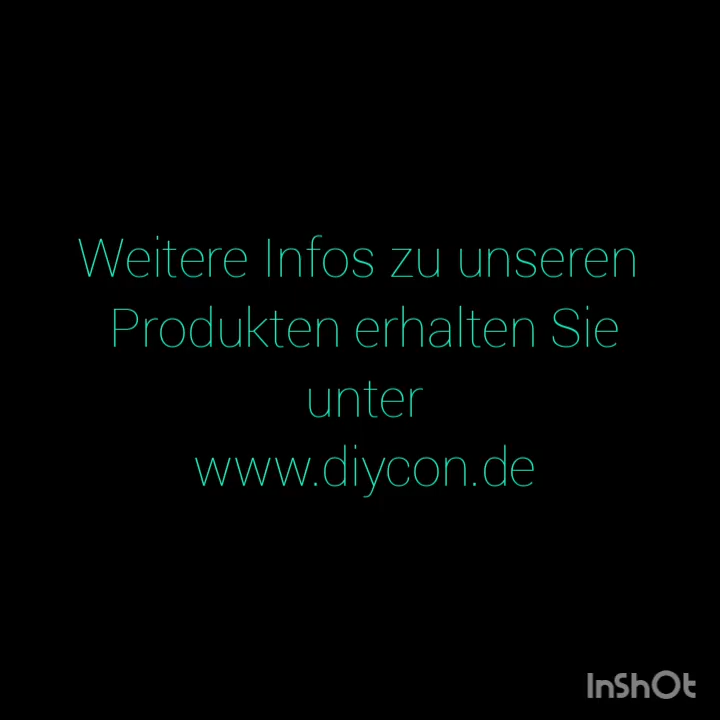 Weitere Infos zu unseren
Produkten erhalten Sie
unter
www.diycon.de
InShOt